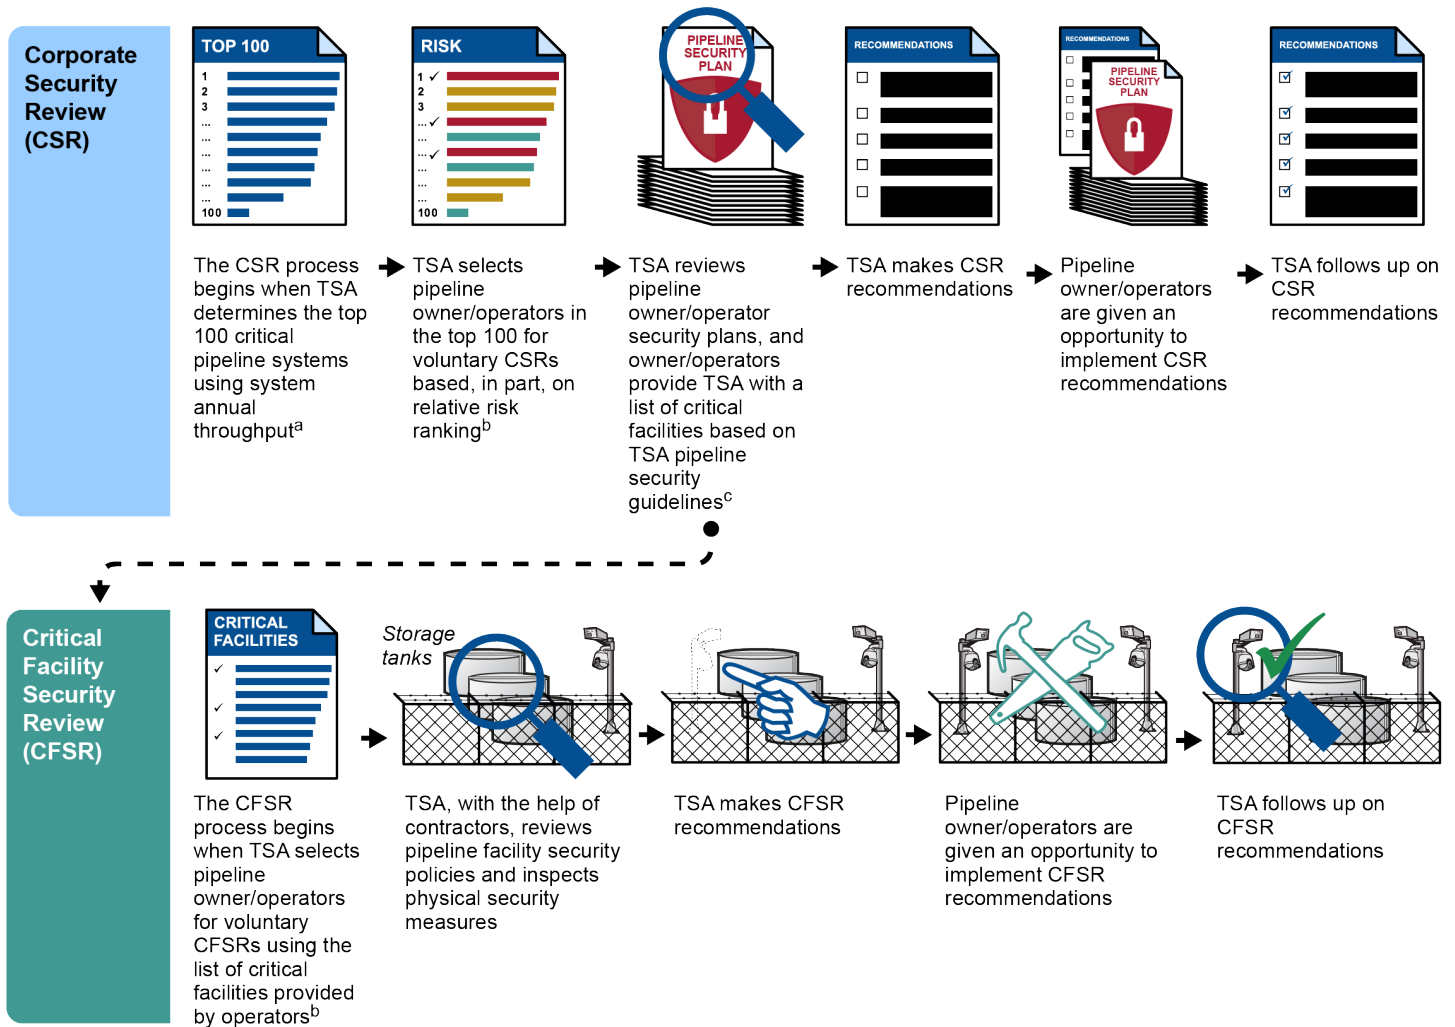 Corporate
Security
Review
(CSR)
TOP 100
1
2
3
...
...
...
...
...
...
100
RISK
1 ✓
2
3
... ✓
...
... ✓
...
...
...
100
PIPELINE
SECURITY
PLAN
RECOMMENDATIONS
RECOMMENDATIONS
PIPELINE
SECURITY
PLAN
RECOMMENDATIONS
The CSR process
begins when TSA
determines the top
100 critical
pipeline systems
using system
annual
throughputa
TSA selects
pipeline
owner/operators in
the top 100 for
voluntary CSRs
based, in part, on
relative risk
rankingb
TSA reviews
pipeline
owner/operator
security plans, and
owner/operators
provide TSA with a
list of critical
facilities based on
TSA pipeline
security
guidelinesc
TSA makes CSR
recommendations
Pipeline
owner/operators
are given an
opportunity to
implement CSR
recommendations
TSA follows up on
CSR
recommendations
Critical
Facility
Security
Review
(CFSR)
CRITICAL
FACILITIES
Storage
tanks
The CFSR
process begins
when TSA selects
pipeline
owner/operators
for voluntary
CFSRs using the
list of critical
facilities provided
by operatorsb
TSA, with the help of
contractors, reviews
pipeline facility security
policies and inspects
physical security
measures
TSA makes CFSR
recommendations
Pipeline
owner/operators are
given an opportunity to
implement CFSR
recommendations
TSA follows up on
CFSR
recommendations